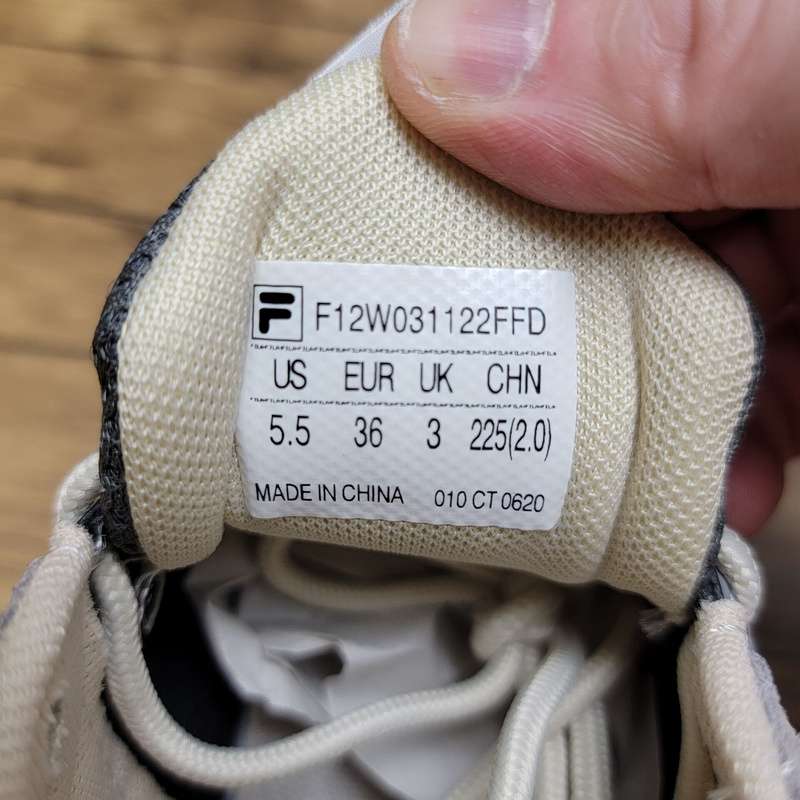 F F12W031122FFD
US EUR UK CHN
5.5 36 3 225(2.0)
MADE IN CHINA 010 CT 0620